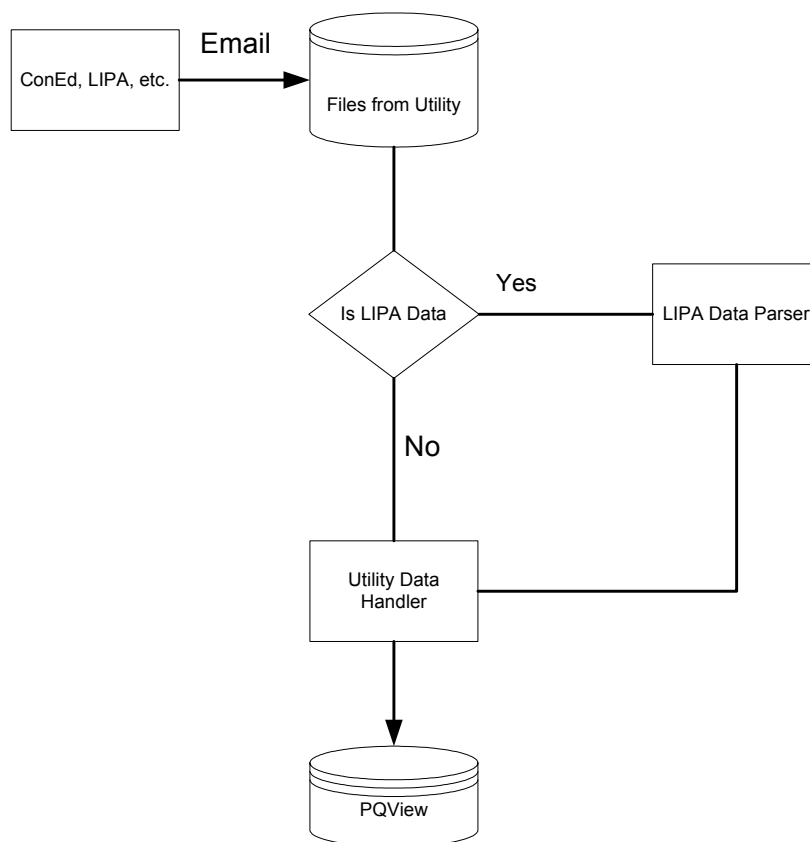 Email
ConEd, LIPA, etc.
Files from Utility
Is LIPA Data
Yes
LIPA Data Parser
No
Utility Data
Handler
PQView